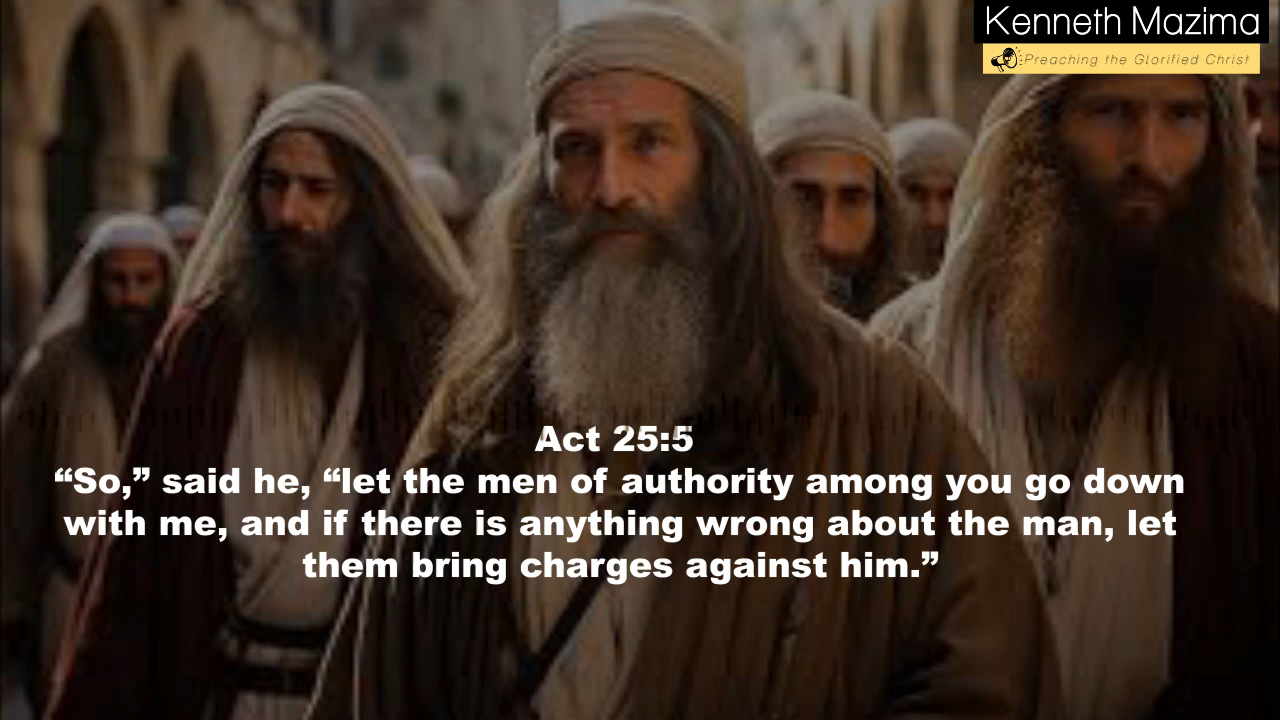 Kenneth Mazima
Preaching the Glorified Christ
Act 25:5
“So,” said he, “let the men of authority among you go down
with me, and if there is anything wrong about the man, let
them bring charges against him.”